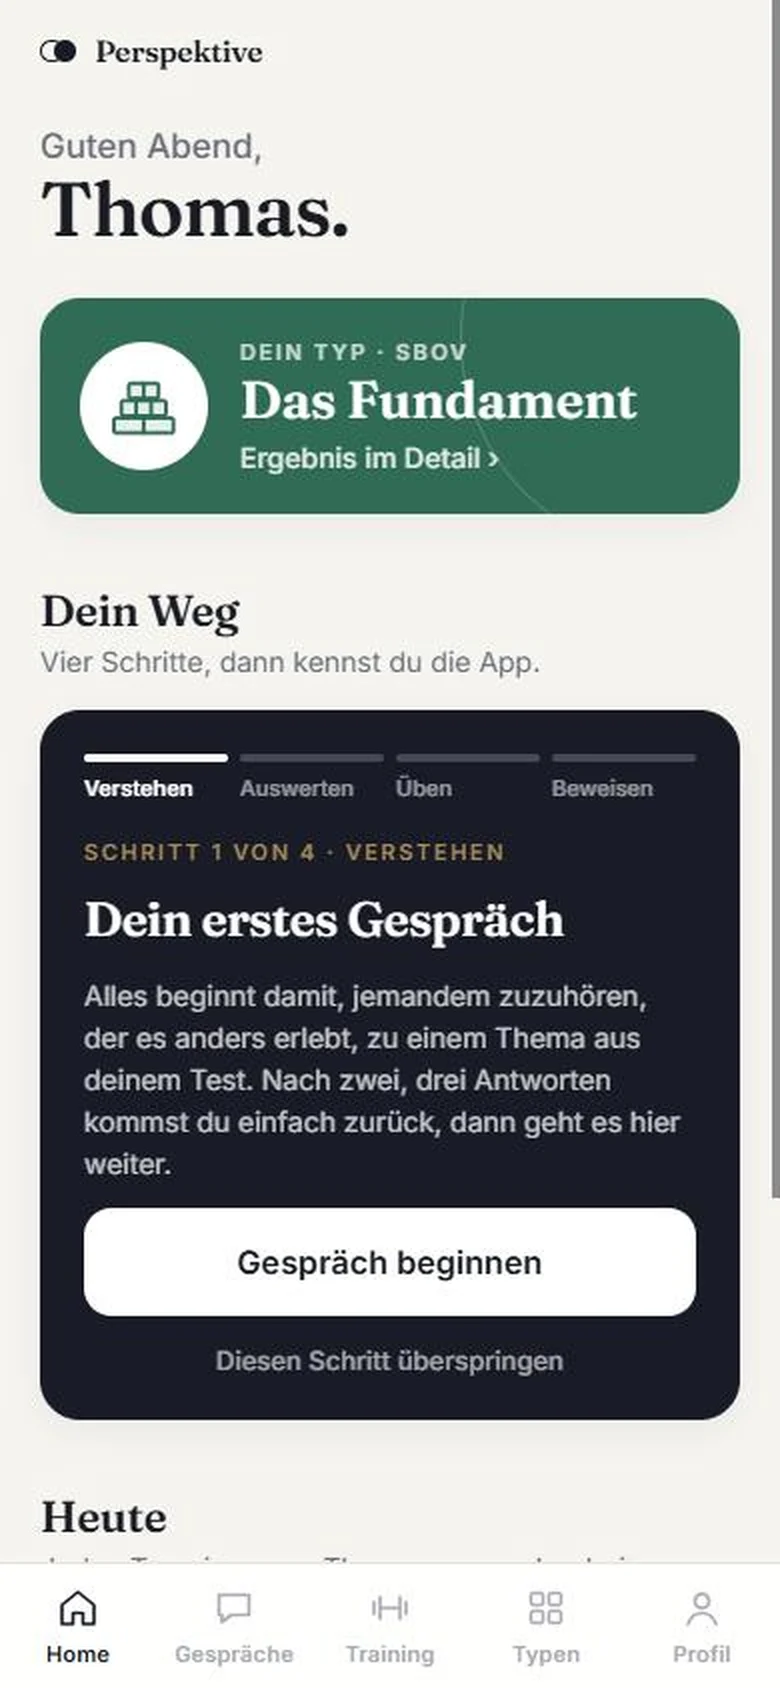 Perspektive
Guten Abend,
Thomas.
DEIN TYP · SBOV
Das Fundament
Ergebnis im Detail ›
Dein Weg
Vier Schritte, dann kennst du die App.
Verstehen
Auswerten
Üben
Beweisen
SCHRITT 1 VON 4 · VERSTEHEN
Dein erstes Gespräch
Alles beginnt damit, jemandem zuzuhören,
der es anders erlebt, zu einem Thema aus
deinem Test. Nach zwei, drei Antworten
kommst du einfach zurück, dann geht es hier
weiter.
Gespräch beginnen
Diesen Schritt überspringen
Heute
Home
Gespräche
Training
Typen
Profil